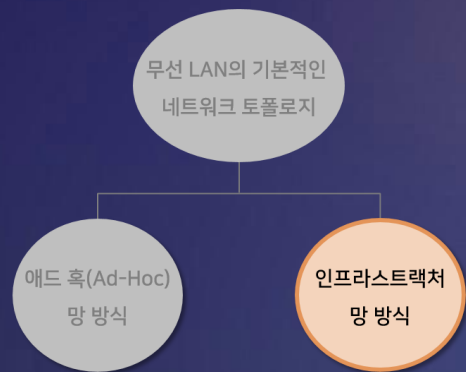 무선 LAN의 기본적인
네트워크 토폴로지
애드 혹(Ad-Hoc)
망 방식
인프라스트랙처
망 방식